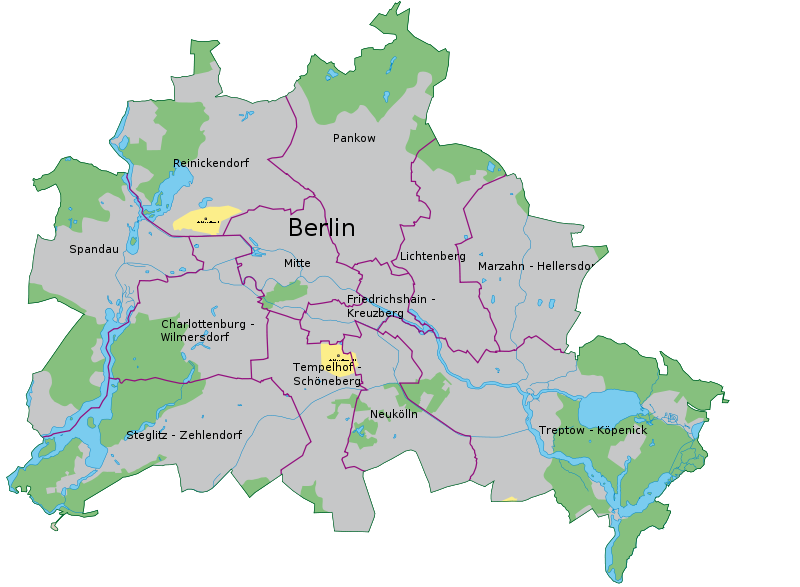 Pankow
Reinickendorf
Berlin
Spandau
Lichtenberg
Mitte
Marzahn - Hellersdo
Friedrichshain -
Kreuzberg
Charlottenburg -
Wilmersdorf
Tempelhof -
Schöneberg
Neukölln
Steglitz - Zehlendorf
Treptow - Köpenick